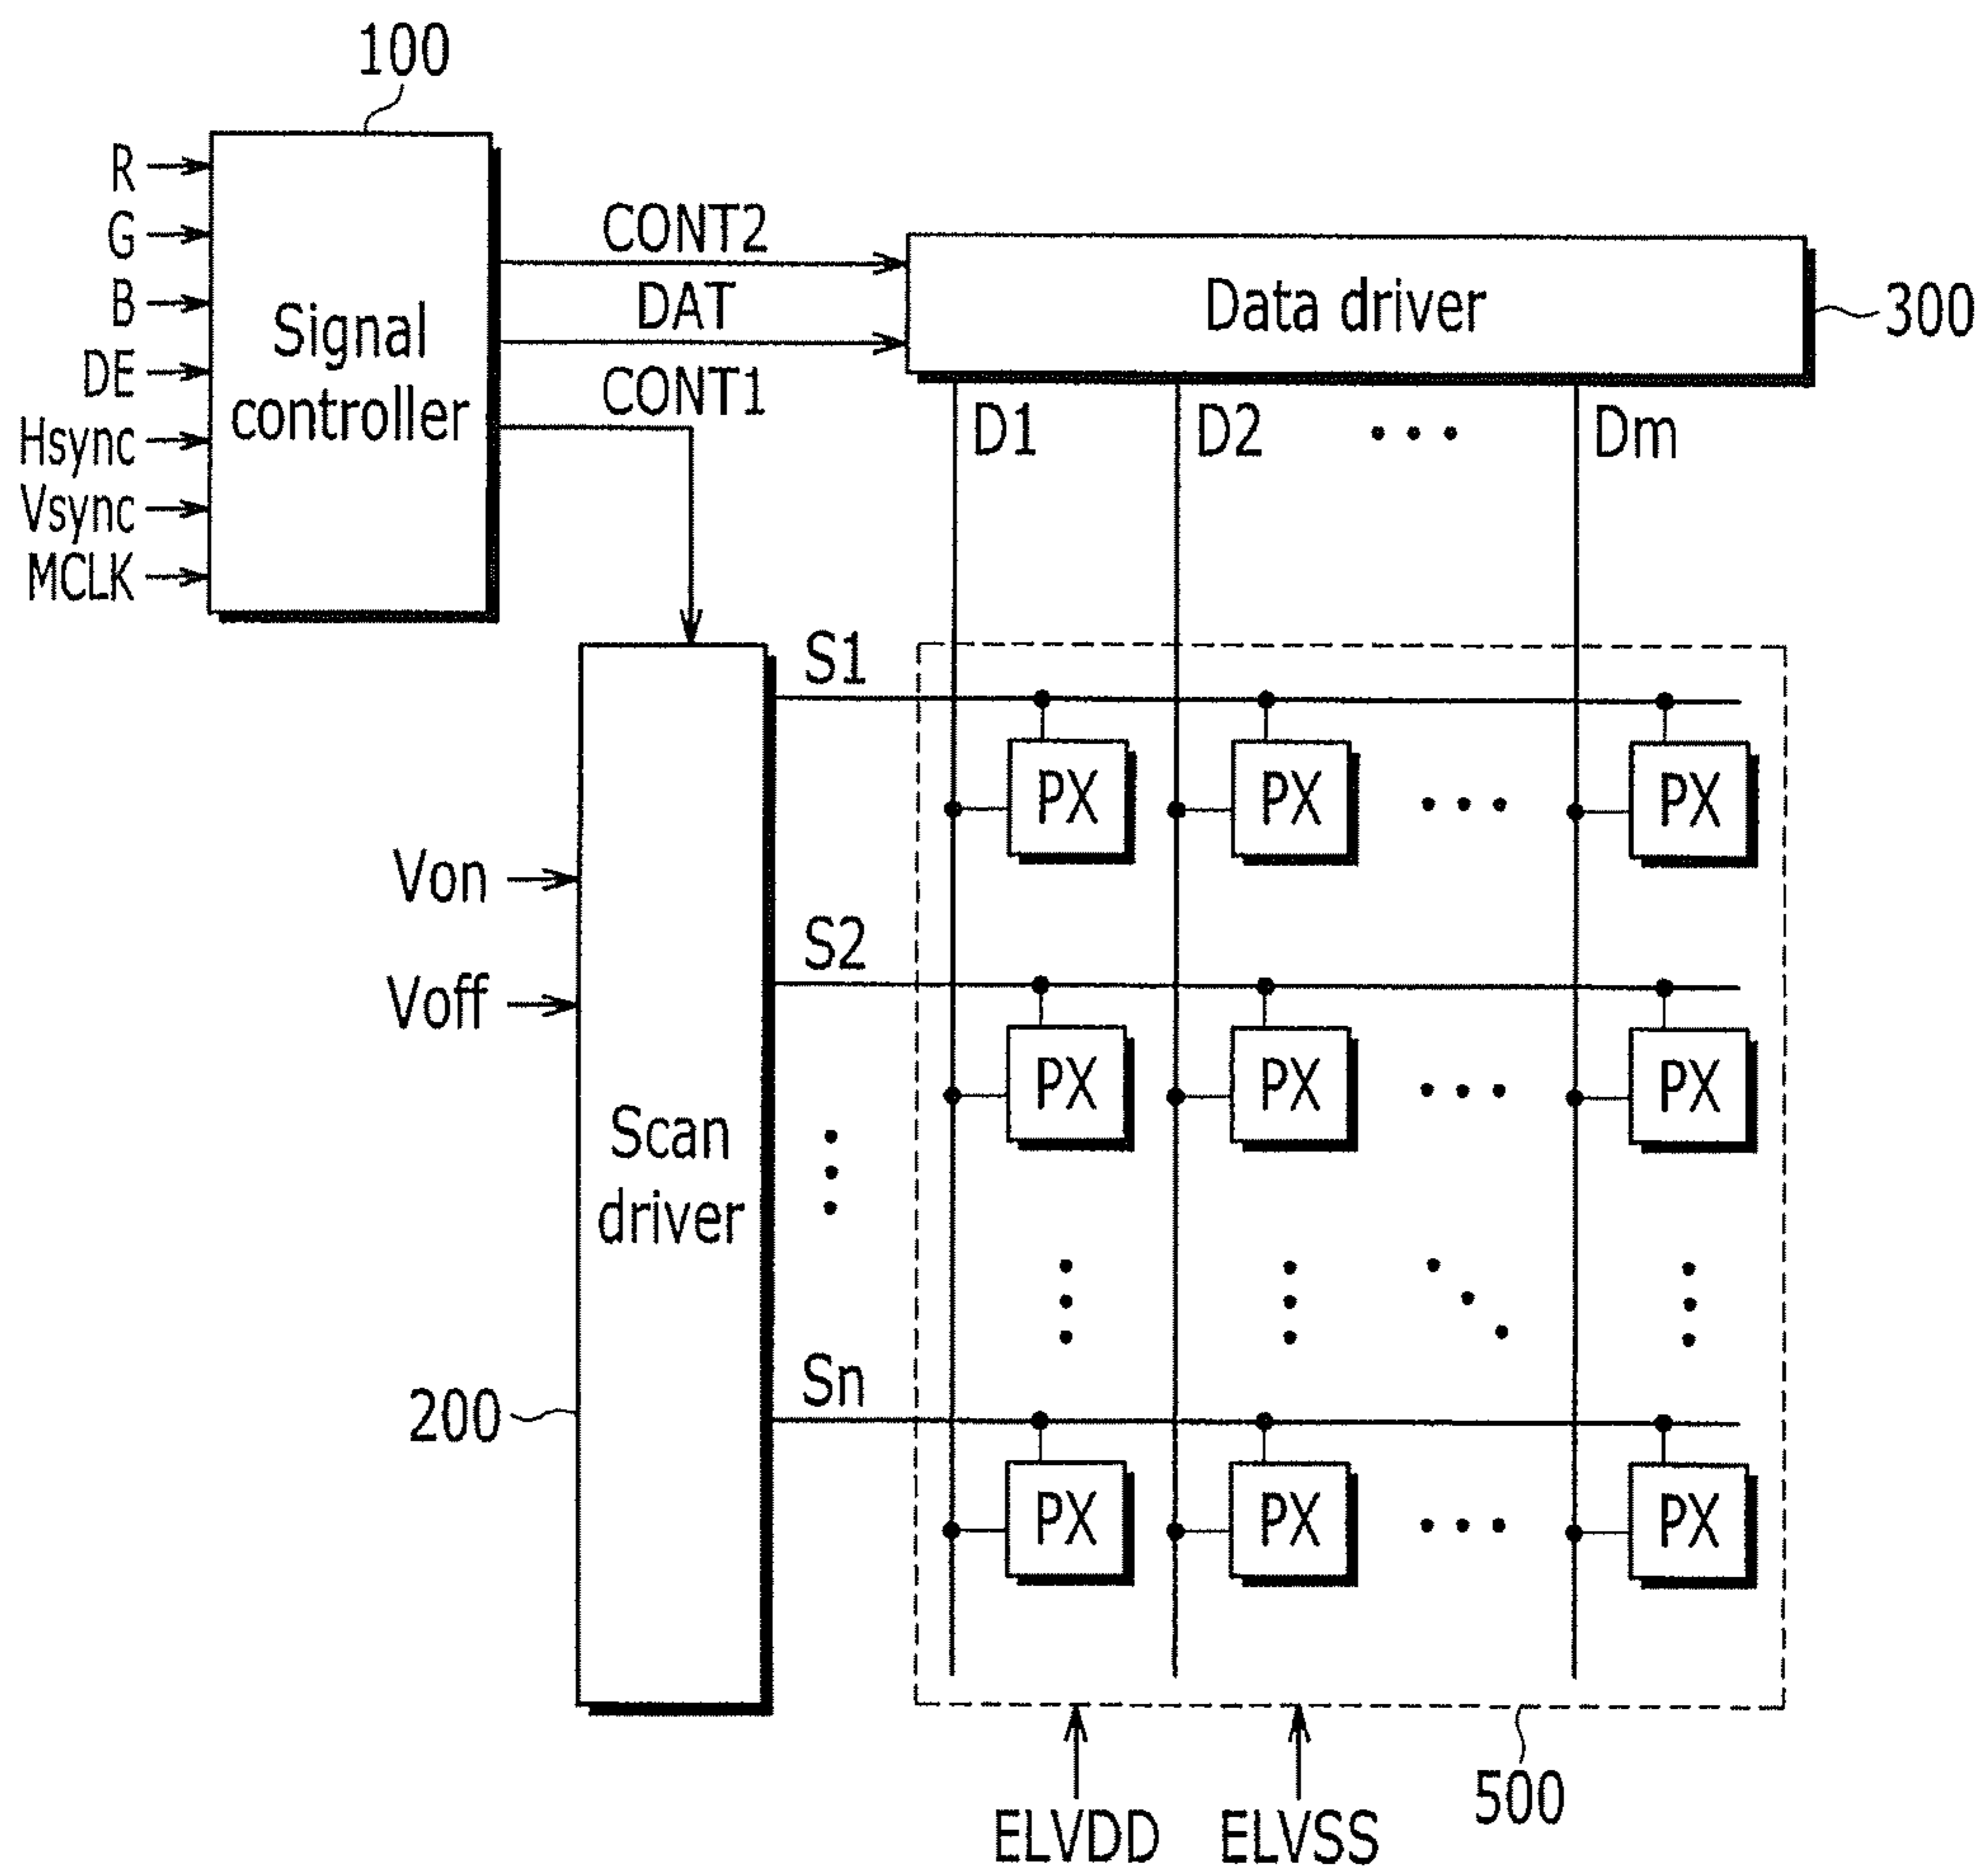 100
R
G
B
DE
Hsync
Vsync
MCLK
Signal
controller
CONT2
DAT
CONT1
Data driver
300
D1
D2
Dm
S1
PX
PX
PX
Von
Voff
S2
PX
PX
PX
Scan
driver
200
Sn
PX
PX
PX
500
ELVDD
ELVSS